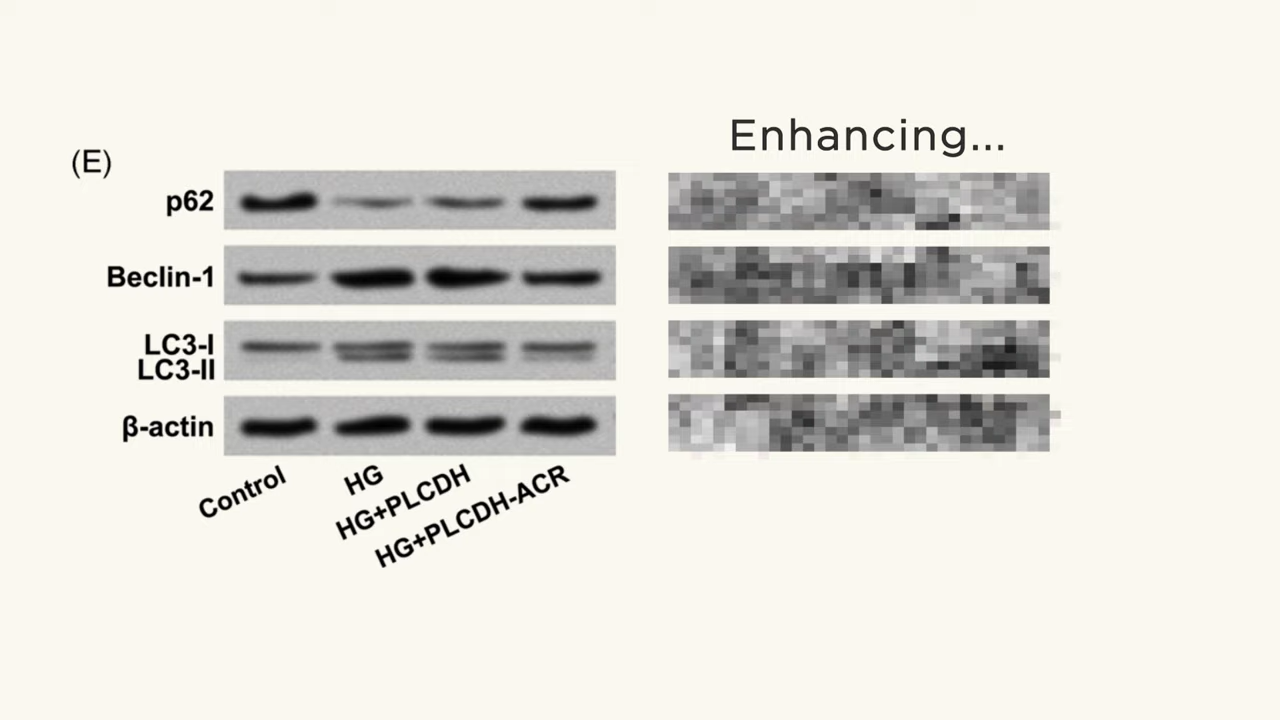 Enhancing...
(E)
p62
Beclin-1
LC3-I
LC3-II
β-actin
Control
HG
HG+PLCDH
HG+PLCDH-ACR